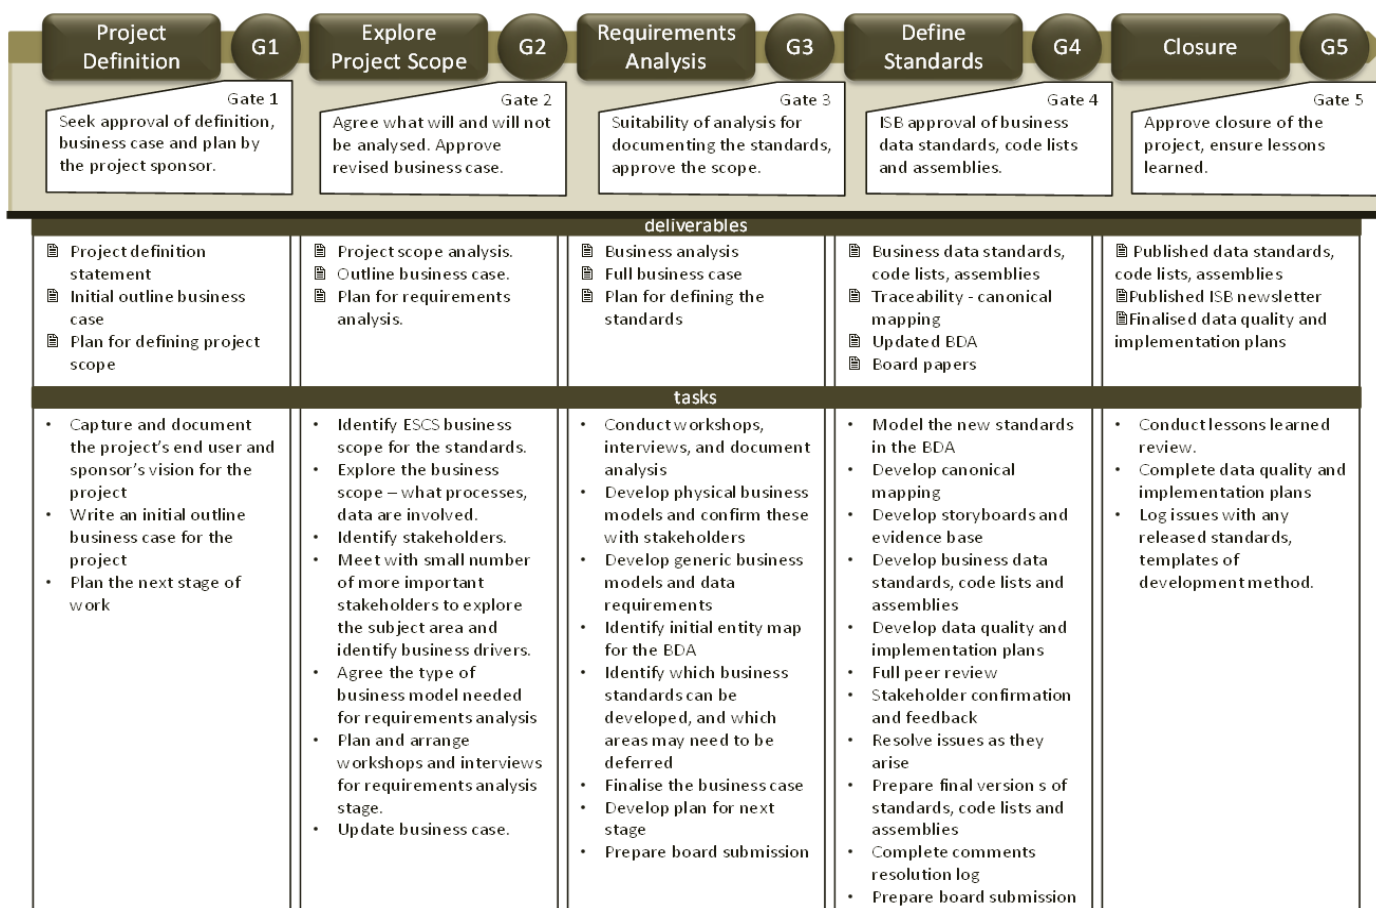 Project
Definition
G1
Explore
Project Scope
G2
Requirements
Analysis
G3
Define
Standards
G4
Closure
G5
Gate 1
Seek approval of definition,
business case and plan by
the project sponsor.
Gate 2
Agree what will and will not
be analysed. Approve
revised business case.
Gate 3
Suitability of analysis for
documenting the standards,
approve the scope.
Gate 4
ISB approval of business
data standards, code lists
and assemblies.
Gate 5
Approve closure of the
project, ensure lessons
learned.
deliverables
Project definition
statement
Initial outline business
case
Plan for defining project
scope
Project scope analysis.
Outline business case.
Plan for requirements
analysis.
Business analysis
Full business case
Plan for defining the
standards
Business data standards,
code lists, assemblies
Traceability - canonical
mapping
Updated BDA
Board papers
Published data standards,
code lists, assemblies
Published ISB newsletter
Finalised data quality and
implementation plans
tasks
• Capture and document
the project's end user and
sponsor's vision for the
project
• Write an initial outline
business case for the
project
• Plan the next stage of
work
• Identify ESCS business
scope for the standards.
• Explore the business
scope – what processes,
data are involved.
• Identify stakeholders.
• Meet with small number
of more important
stakeholders to explore
the subject area and
identify business drivers.
• Agree the type of
business model needed
for requirements analysis
• Plan and arrange
workshops and interviews
for requirements analysis
stage.
• Update business case.
• Conduct workshops,
interviews, and document
analysis
• Develop physical business
models and confirm these
with stakeholders
• Develop generic business
models and data
requirements
• Identify initial entity map
for the BDA
• Identify which business
standards can be
developed, and which
areas may need to be
deferred
• Finalise the business case
• Develop plan for next
stage
• Prepare board submission
• Model the new standards
in the BDA
• Develop canonical
mapping
• Develop storyboards and
evidence base
• Develop business data
standards, code lists and
assemblies
• Develop data quality and
implementation plans
• Full peer review
• Stakeholder confirmation
and feedback
• Resolve issues as they
arise
• Prepare final version s of
standards, code lists and
assemblies
• Complete comments
resolution log
• Prepare board submission
• Conduct lessons learned
review.
• Complete data quality and
implementation plans
• Log issues with any
released standards,
templates of
development method.